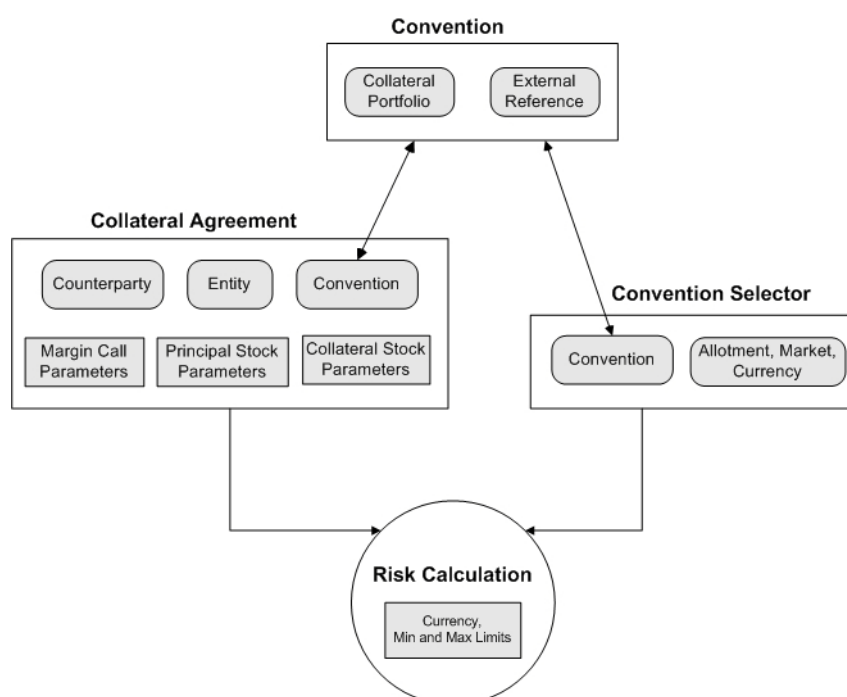 Convention
Collateral
Portfolio
External
Reference
Collateral Agreement
Counterparty
Entity
Convention
Margin Call
Parameters
Principal Stock
Parameters
Collateral Stock
Parameters
Convention Selector
Convention
Allotment, Market,
Currency
Risk Calculation
Currency,
Min and Max Limits